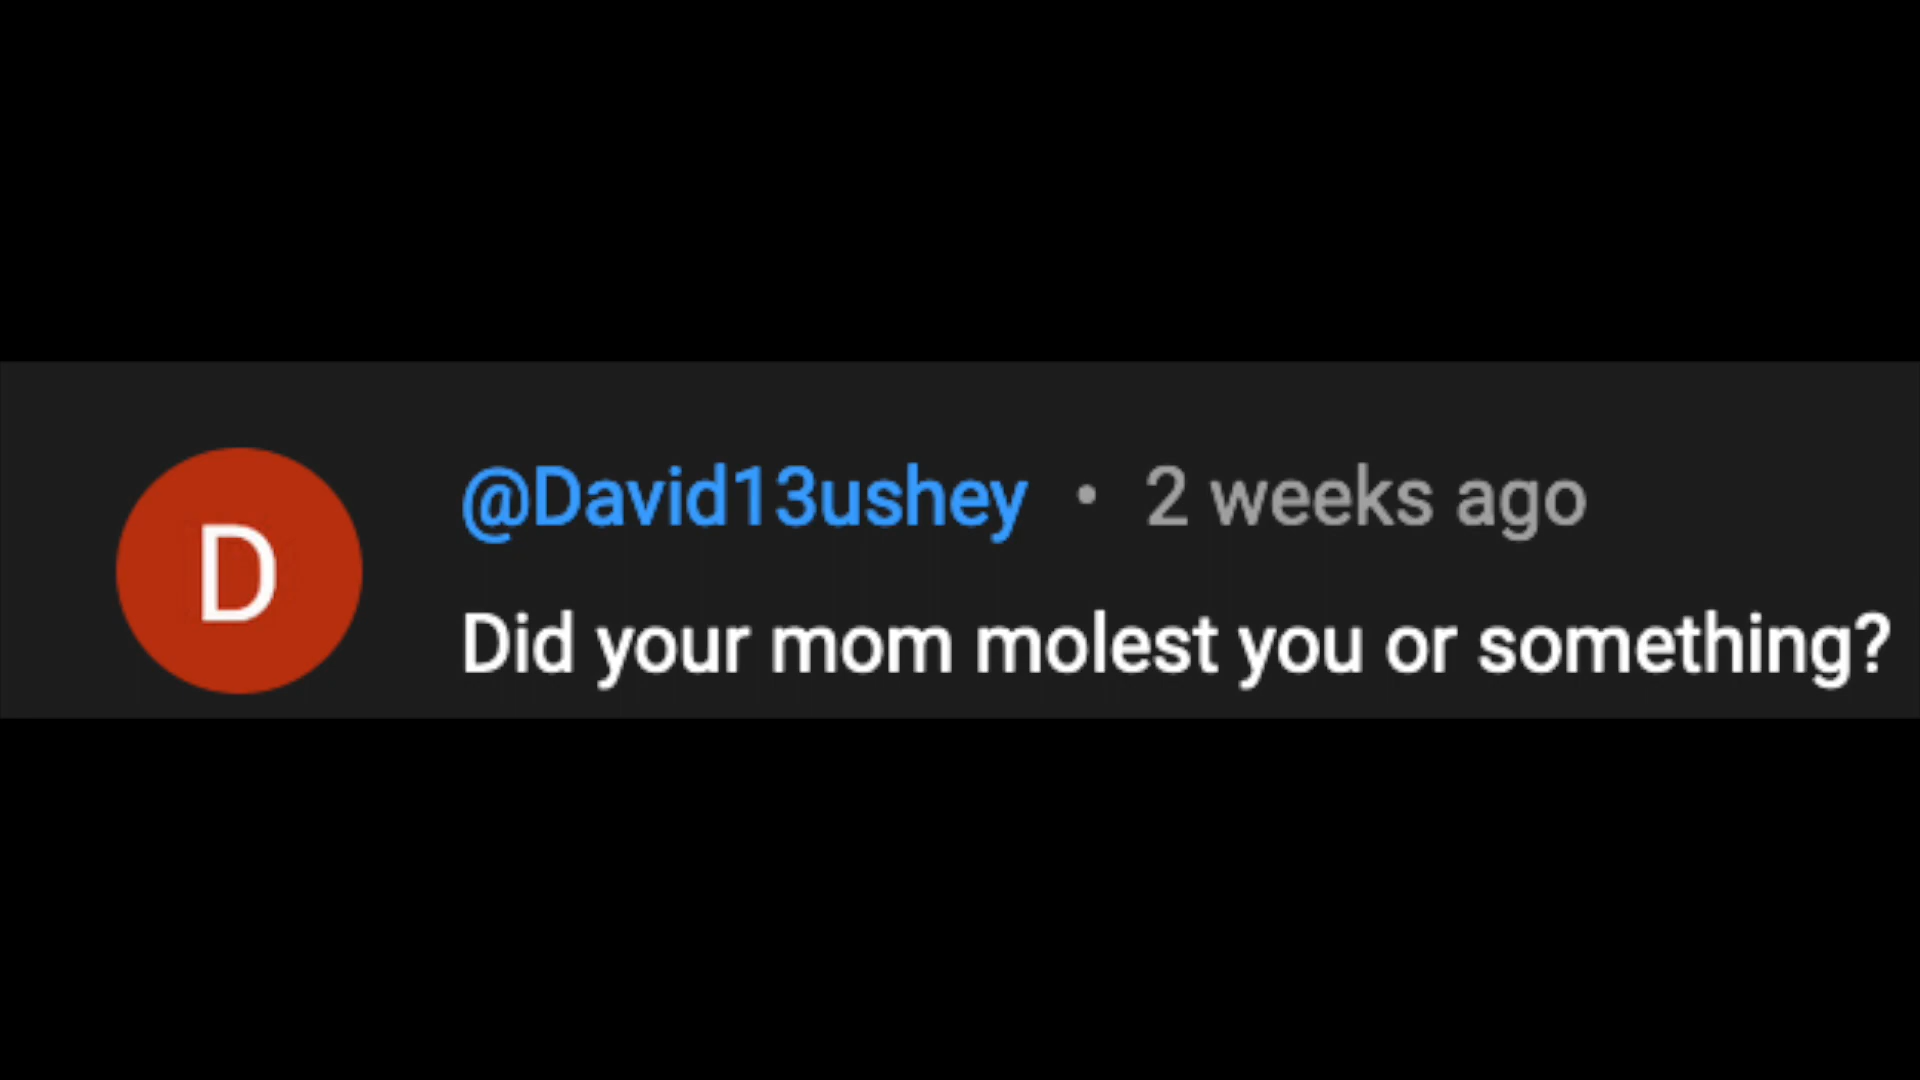 D
@David13ushey • 2 weeks ago
Did your mom molest you or something?